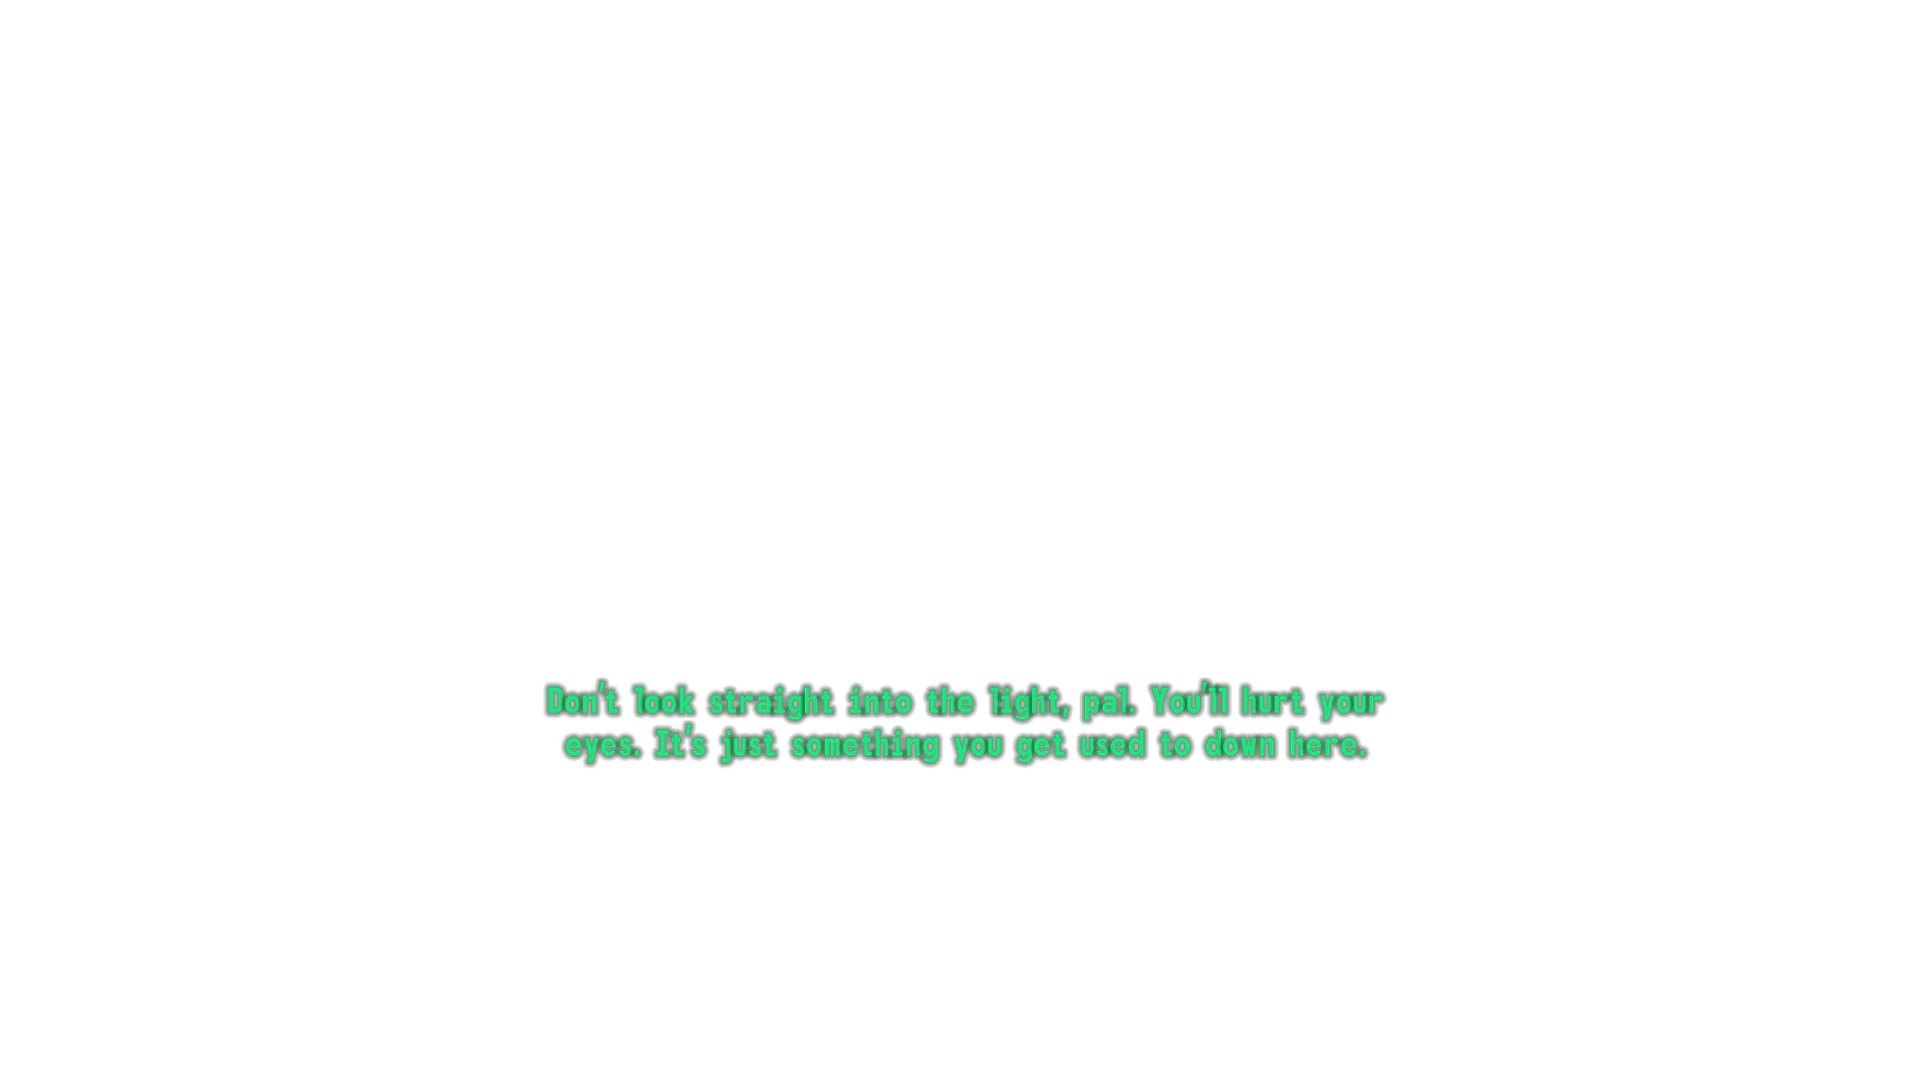 Don't look straight into the light, pal. You'll hurt your
eyes. It's just something you get used to down here.